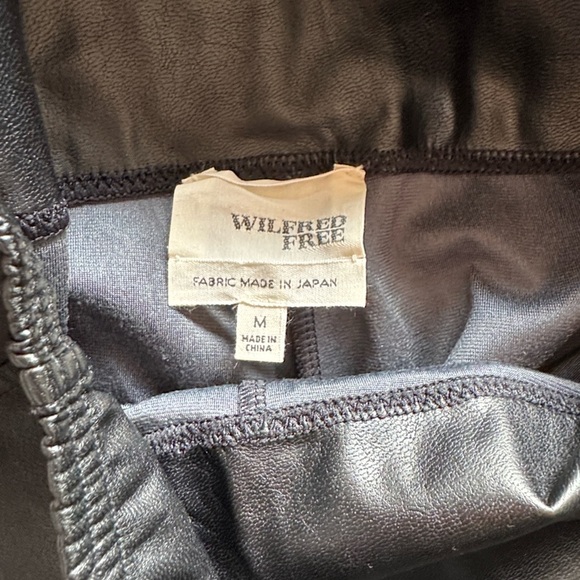 WILFRED
FREE
FABRIC MADE IN JAPAN
M
MADE IN
CHINA